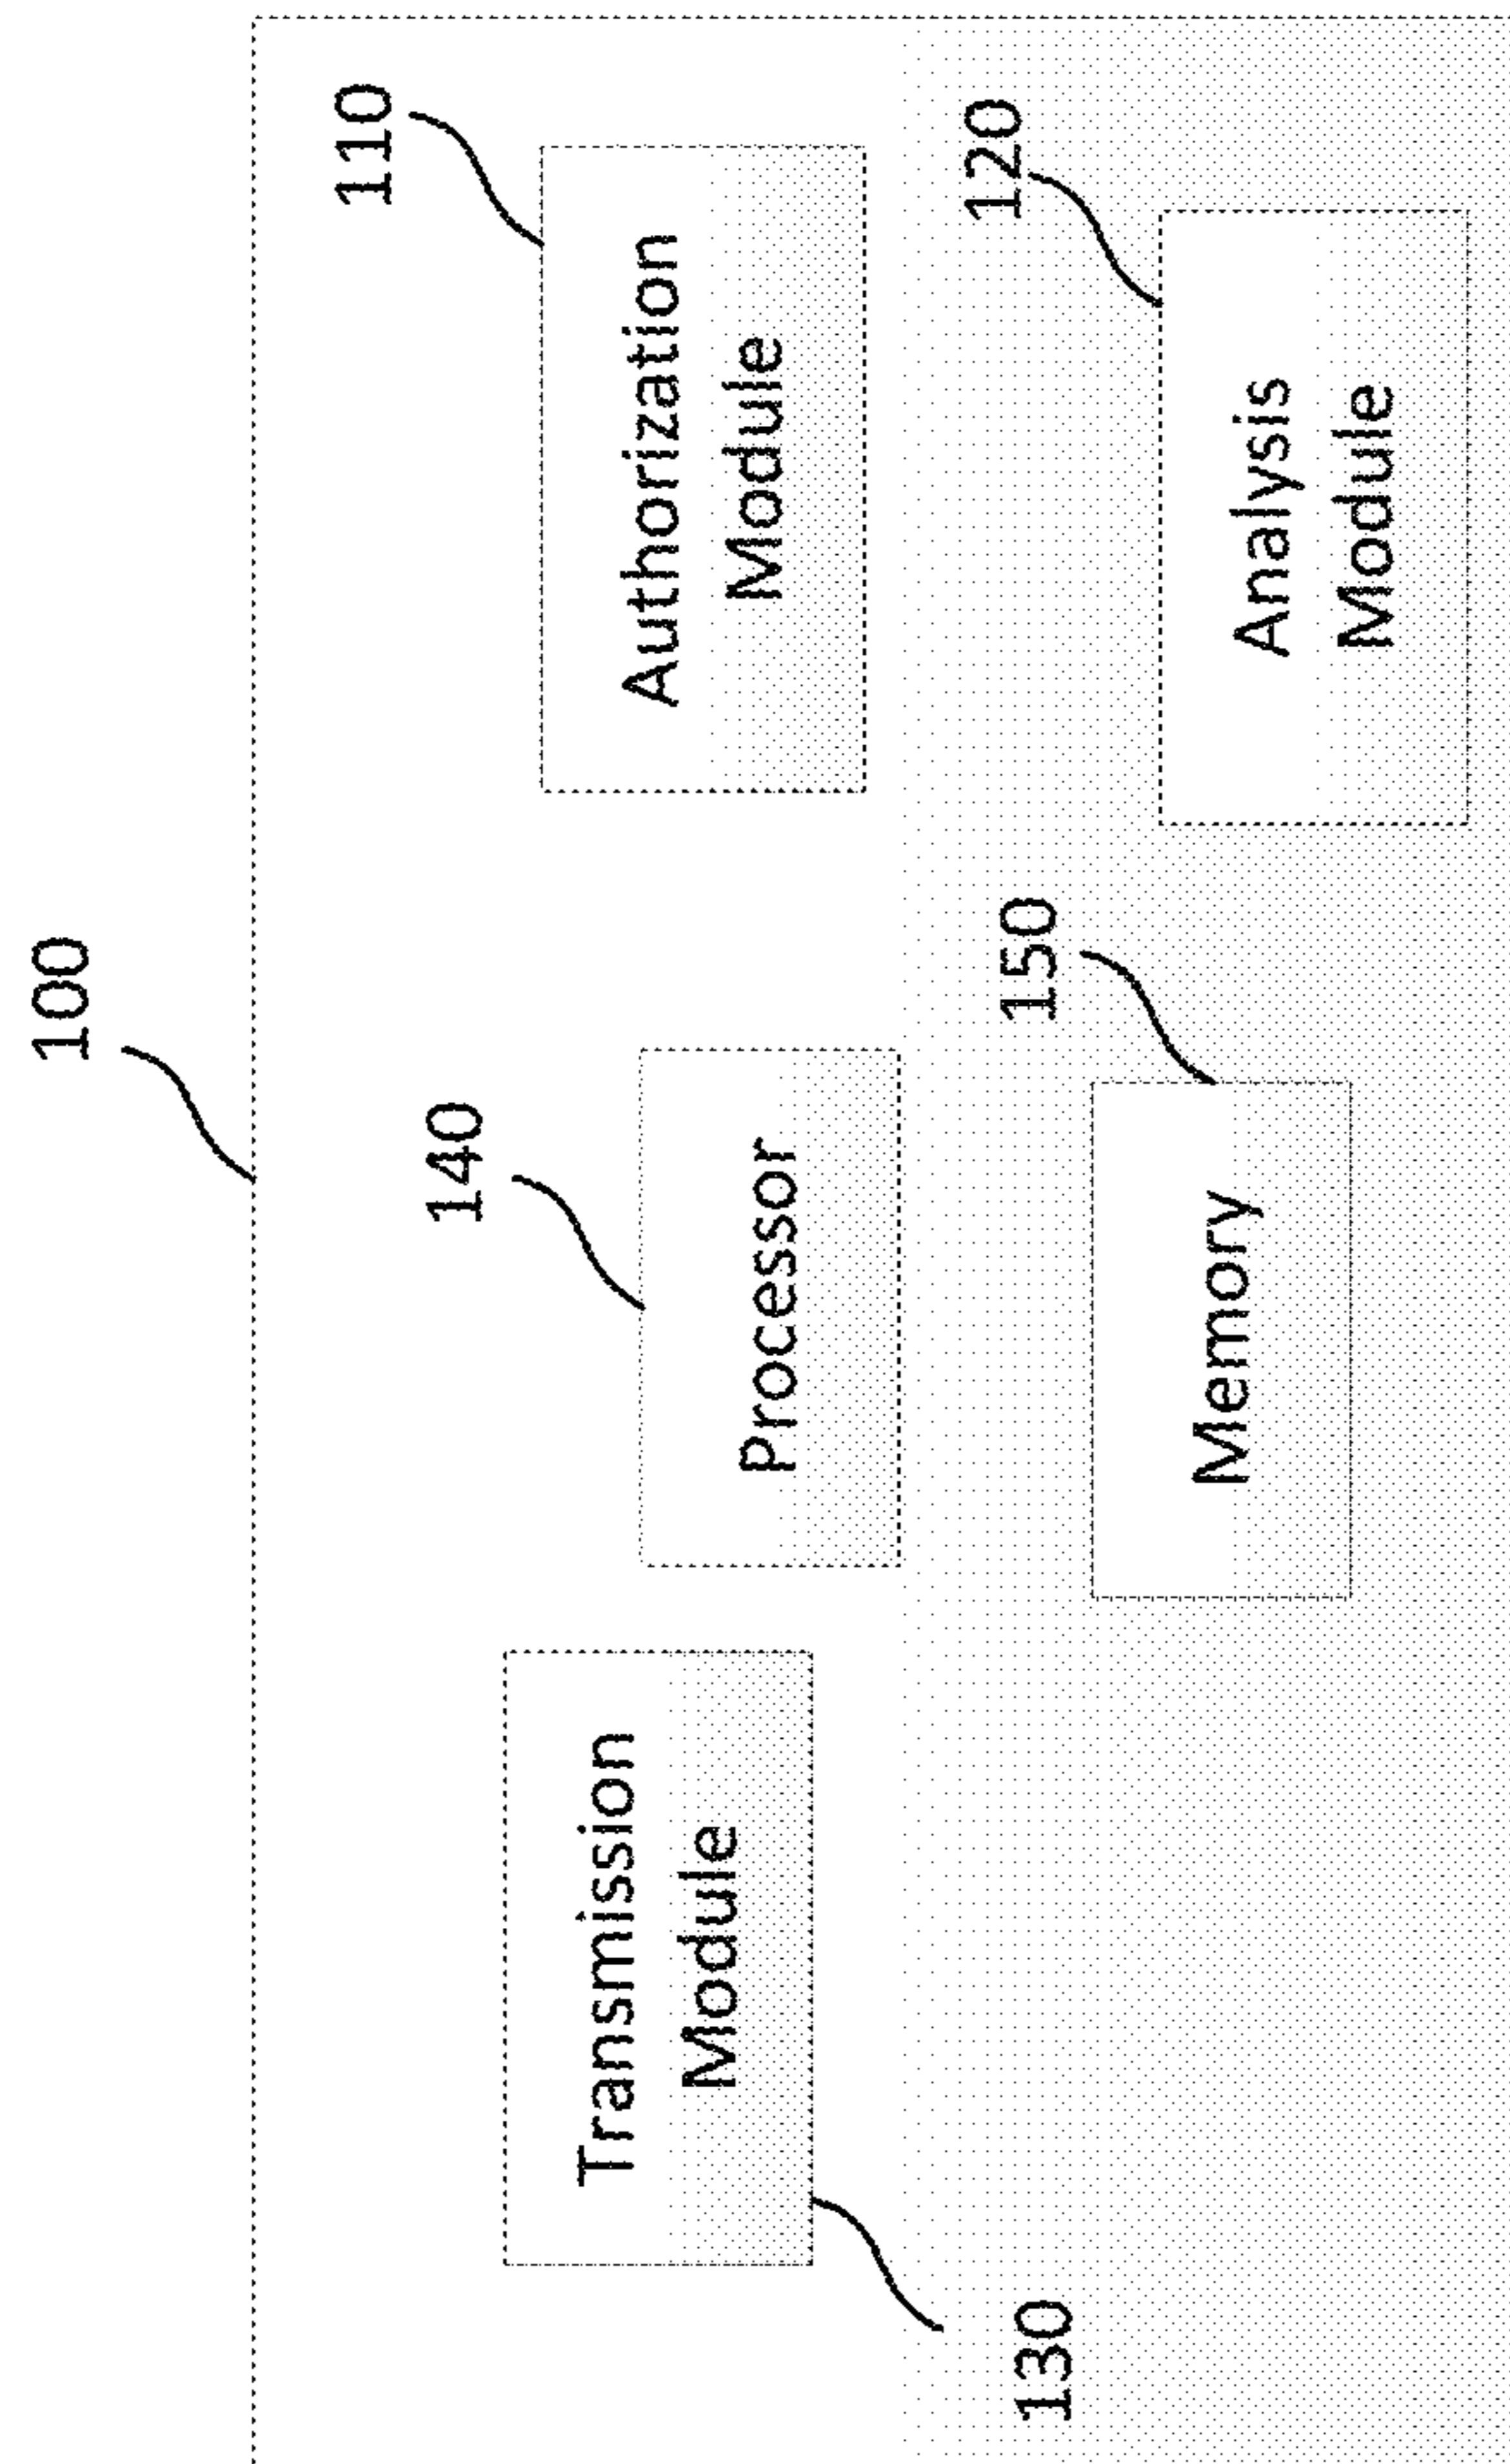 100
Transmission
Module
130
140
Processor
110
Authorization
Module
150
Memory
120
Analysis
Module